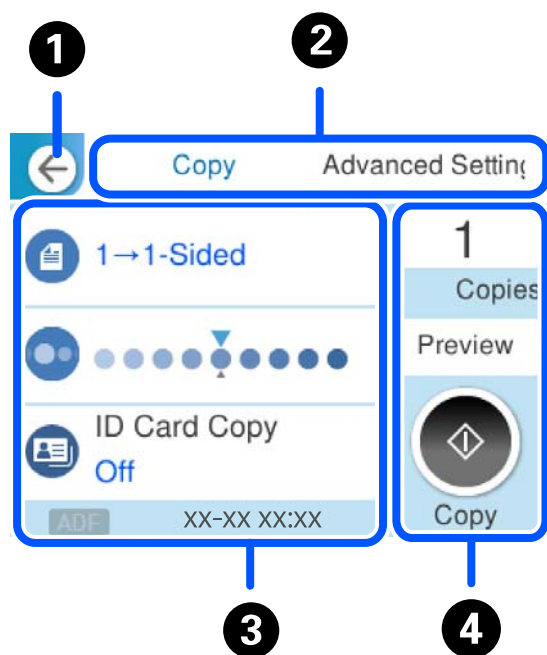 1
2
Copy
Advanced Setting
1→1-Sided
1
Copies
Preview
ID Card Copy
Off
Copy
ADF
XX-XX XX:XX
3
4